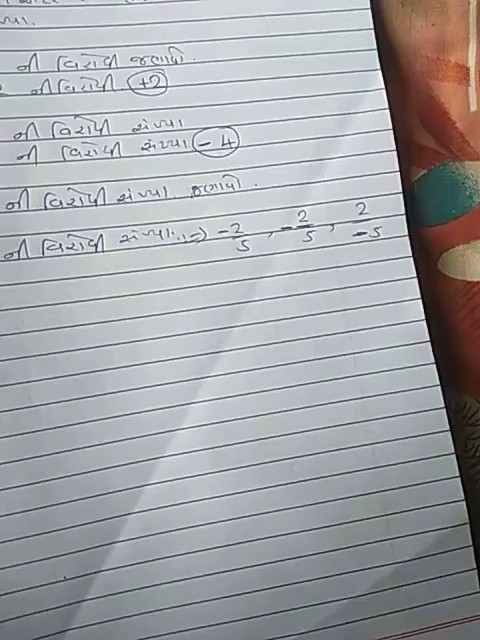 વ્યા.
ની વિરોધી જણાવો.
ની વિરોધી +2
ની વિરોધી સંખ્યા
ની વિરોધી સંખ્યા - 4
ની વિરોધી સંખ્યા જણાવો.
ની વિરોધી સંખ્યા. => -2/5 , -2/5 , 2/-5